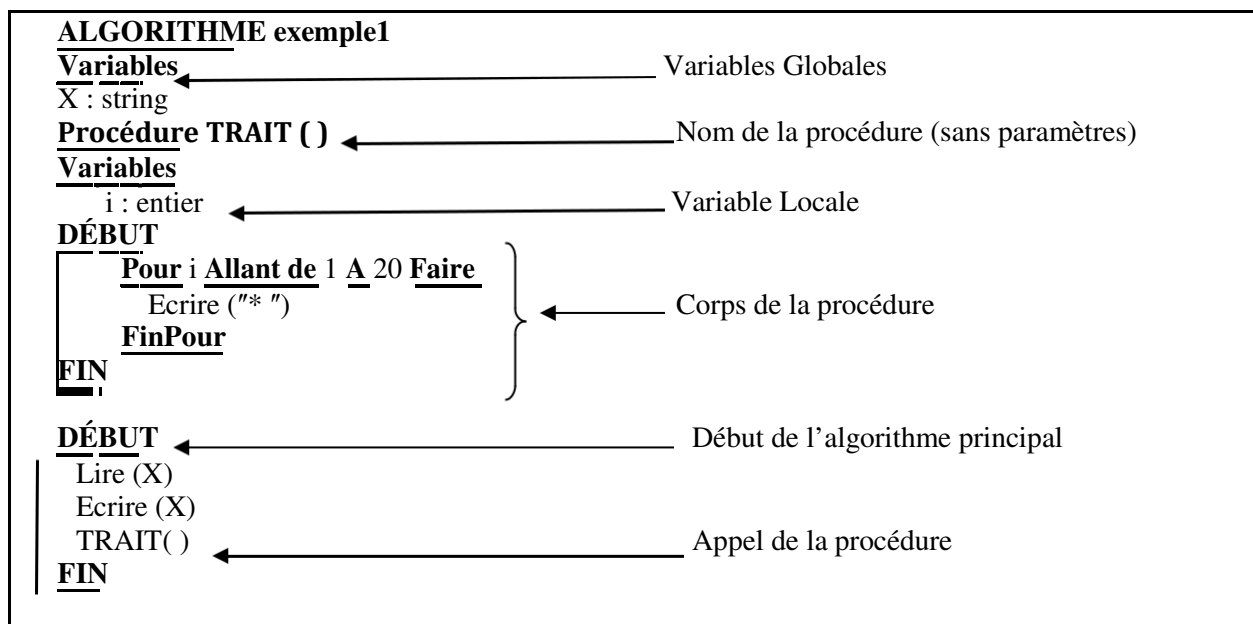 ALGORITHME exemple1
Variables Variables Globales
X : string
Procédure TRAIT ( ) Nom de la procédure (sans paramètres)
Variables
i : entier Variable Locale
DÉBUT
Pour i Allant de 1 A 20 Faire
Ecrire ("* ") Corps de la procédure
FinPour
FIN
DÉBUT Début de l’algorithme principal
Lire (X)
Ecrire (X)
TRAIT( ) Appel de la procédure
FIN